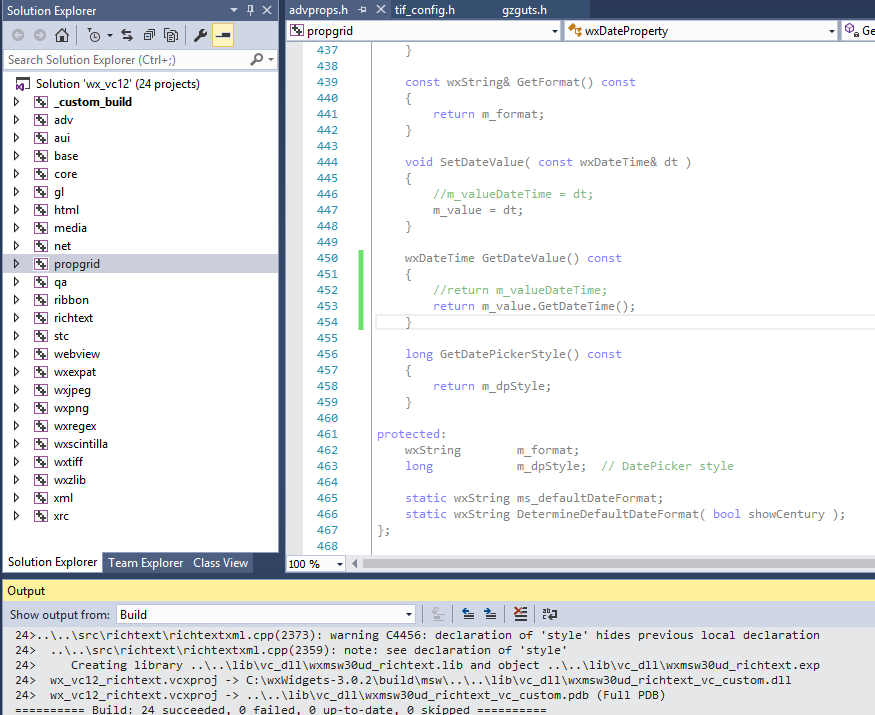 Solution Explorer
Search Solution Explorer (Ctrl+;)
Solution 'wx_vc12' (24 projects)
_custom_build
adv
aui
base
core
gl
html
media
net
propgrid
qa
ribbon
richtext
stc
webview
wxexpat
wxjpeg
wxpng
wxregex
wxscintilla
wxtiff
wxzlib
xml
xrc
Solution Explorer Team Explorer Class View
advprops.h tif_config.h gzguts.h
propgrid wxDateProperty Ge
437 }
438
439 const wxString& GetFormat() const
440 {
441 return m_format;
442 }
443
444 void SetDateValue( const wxDateTime& dt )
445 {
446 //m_valueDateTime = dt;
447 m_value = dt;
448 }
449
450 wxDateTime GetDateValue() const
451 {
452 //return m_valueDateTime;
453 return m_value.GetDateTime();
454 }
455
456 long GetDatePickerStyle() const
457 {
458 return m_dpStyle;
459 }
460
461 protected:
462 wxString m_format;
463 long m_dpStyle; // DatePicker style
464
465 static wxString ms_defaultDateFormat;
466 static wxString DetermineDefaultDateFormat( bool showCentury );
467 };
468
100 %
Output
Show output from: Build
24>..\..\src\richtext\richtextxml.cpp(2373): warning C4456: declaration of 'style' hides previous local declaration
24> ..\..\src\richtext\richtextxml.cpp(2359): note: see declaration of 'style'
24> Creating library ..\..\lib\vc_dll\wxmsw30ud_richtext.lib and object ..\..\lib\vc_dll\wxmsw30ud_richtext.exp
24> wx_vc12_richtext.vcxproj -> C:\wxWidgets-3.0.2\build\msw\..\..\lib\vc_dll\wxmsw30ud_richtext_vc_custom.dll
24> wx_vc12_richtext.vcxproj -> ..\..\lib\vc_dll\wxmsw30ud_richtext_vc_custom.pdb (Full PDB)
========== Build: 24 succeeded, 0 failed, 0 up-to-date, 0 skipped ==========